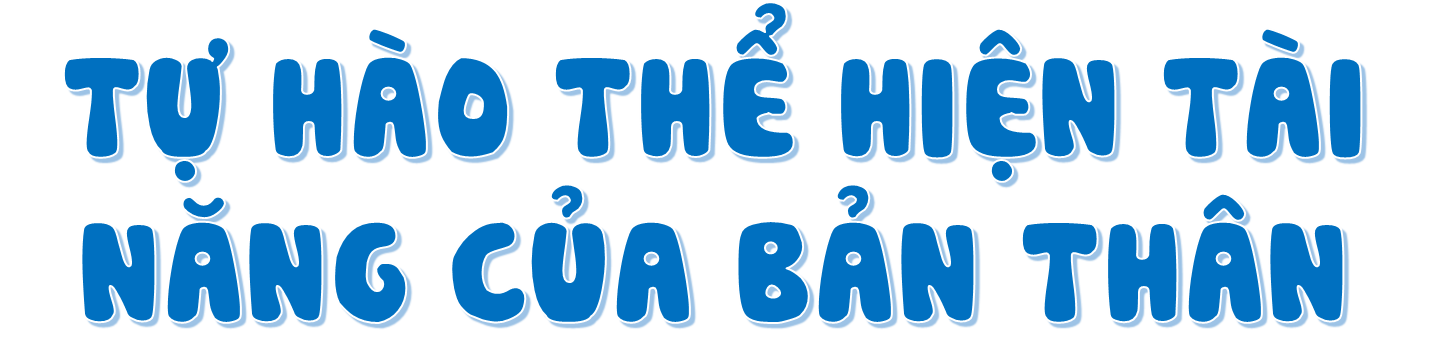 TỰ HÀO THỂ HIỆN TÀI
NĂNG CỦA BẢN THÂN